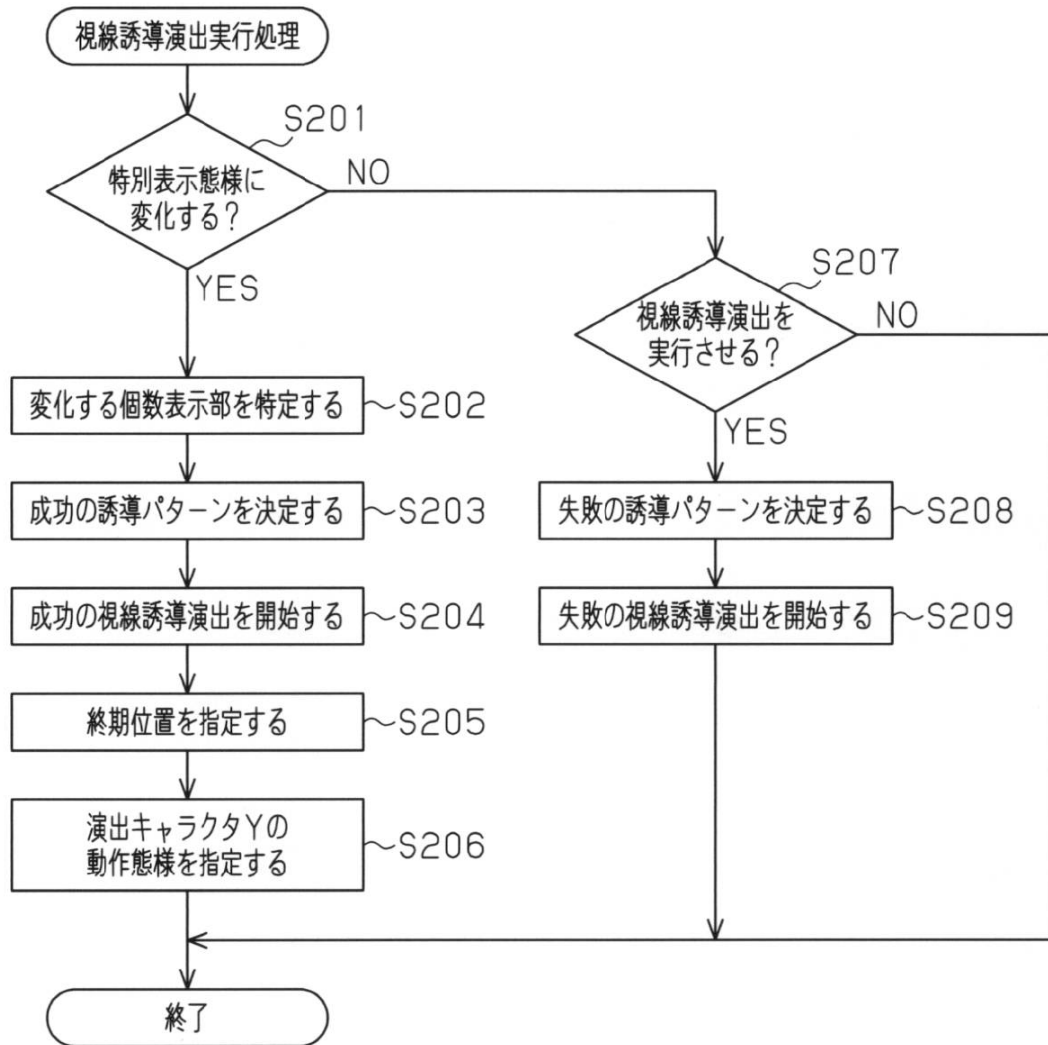 視線誘導演出実行処理
S201
特別表示態様に
変化する?
NO
YES
S207
視線誘導演出を
実行させる?
NO
YES
変化する個数表示部を特定する
S202
成功の誘導パターンを決定する
S203
失敗の誘導パターンを決定する
S208
成功の視線誘導演出を開始する
S204
失敗の視線誘導演出を開始する
S209
終期位置を指定する
S205
演出キャラクタYの
動作態様を指定する
S206
終了